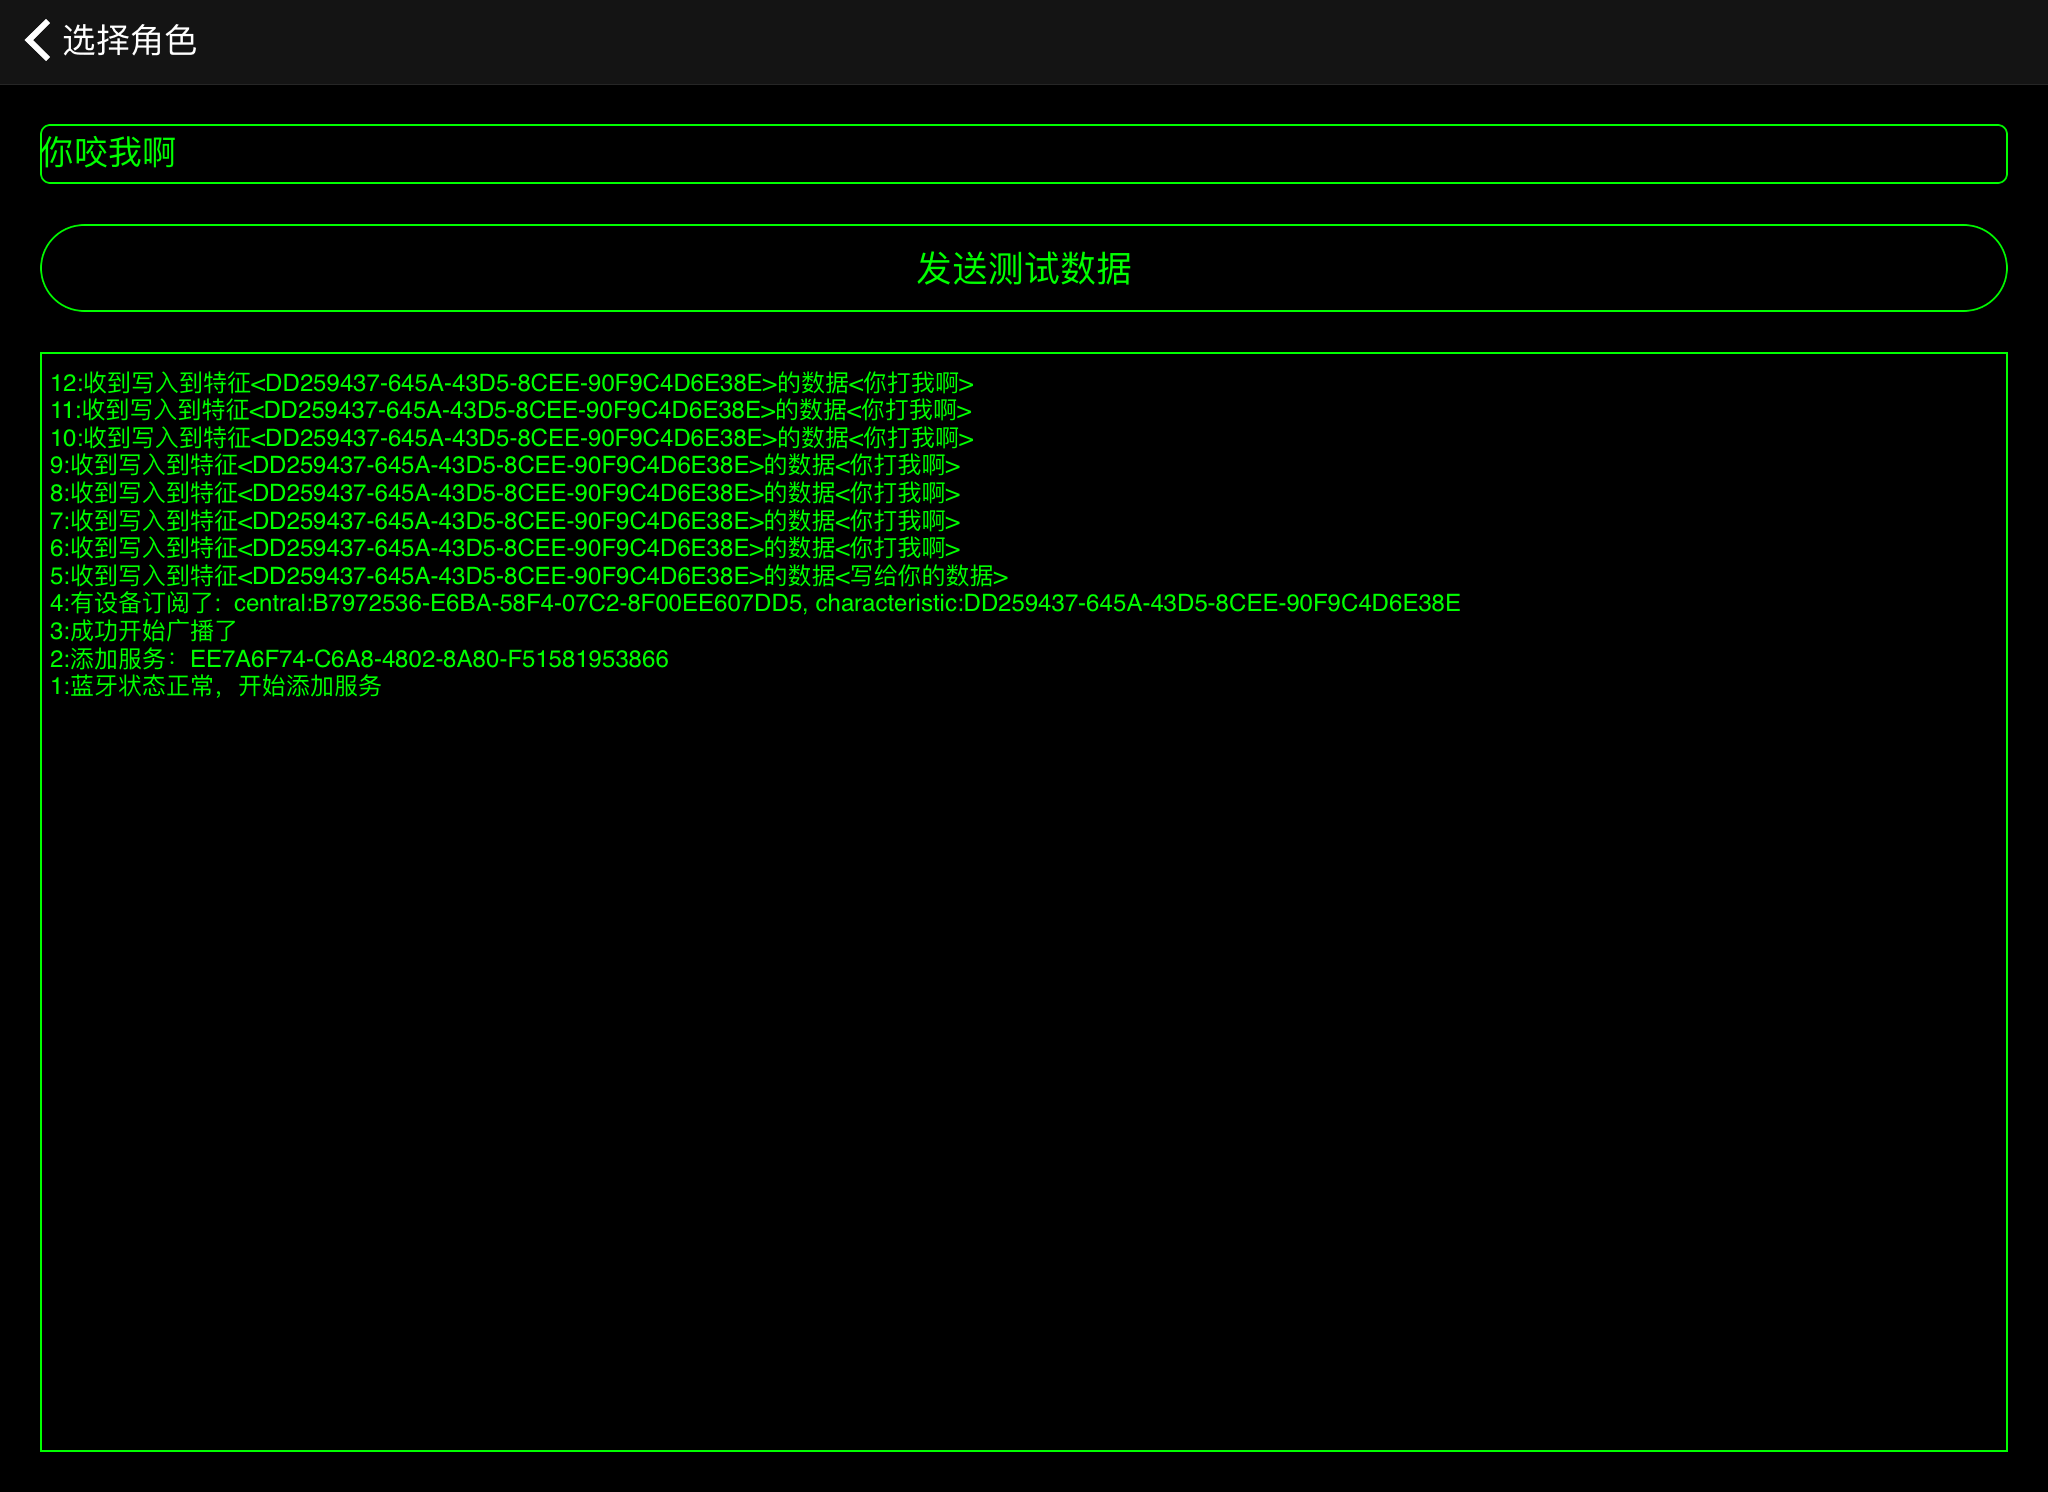 选择角色
你咬我啊
发送测试数据
12:收到写入到特征<DD259437-645A-43D5-8CEE-90F9C4D6E38E>的数据<你打我啊>
11:收到写入到特征<DD259437-645A-43D5-8CEE-90F9C4D6E38E>的数据<你打我啊>
10:收到写入到特征<DD259437-645A-43D5-8CEE-90F9C4D6E38E>的数据<你打我啊>
9:收到写入到特征<DD259437-645A-43D5-8CEE-90F9C4D6E38E>的数据<你打我啊>
8:收到写入到特征<DD259437-645A-43D5-8CEE-90F9C4D6E38E>的数据<你打我啊>
7:收到写入到特征<DD259437-645A-43D5-8CEE-90F9C4D6E38E>的数据<你打我啊>
6:收到写入到特征<DD259437-645A-43D5-8CEE-90F9C4D6E38E>的数据<你打我啊>
5:收到写入到特征<DD259437-645A-43D5-8CEE-90F9C4D6E38E>的数据<写给你的数据>
4:有设备订阅了：central:B7972536-E6BA-58F4-07C2-8F00EE607DD5, characteristic:DD259437-645A-43D5-8CEE-90F9C4D6E38E
3:成功开始广播了
2:添加服务：EE7A6F74-C6A8-4802-8A80-F51581953866
1:蓝牙状态正常，开始添加服务